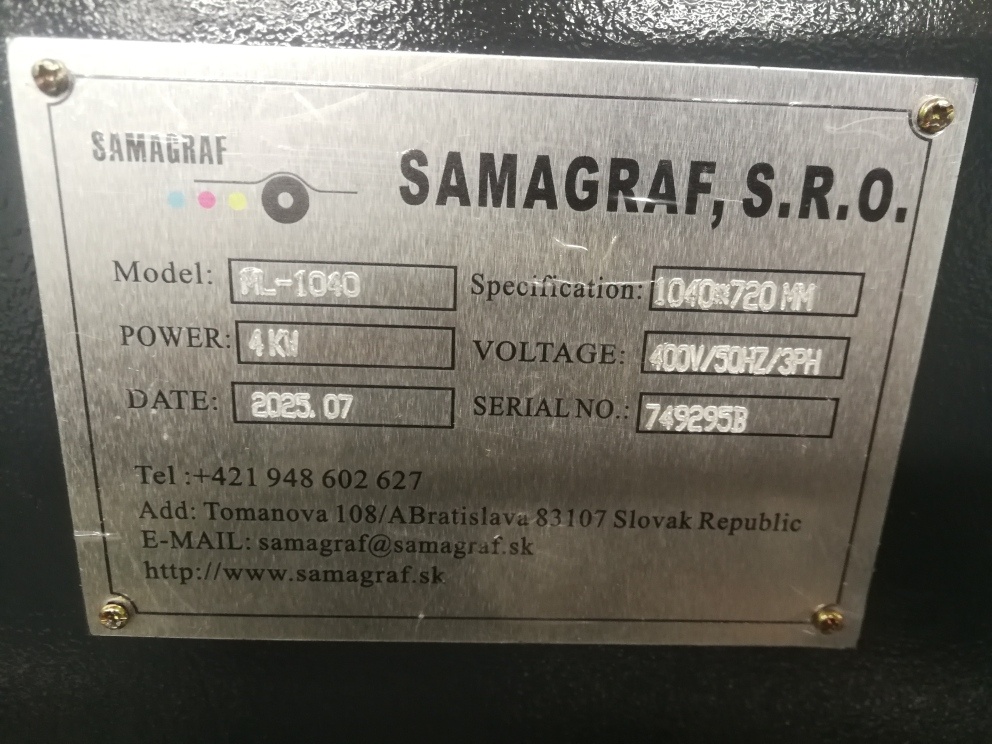 SAMAGRAF
SAMAGRAF, S.R.O.
Model: ML-1040 Specification: 1040*720 MM
POWER: 4 KW VOLTAGE: 400V/50HZ/3PH
DATE: 2025.07 SERIAL NO.: 749295B
Tel :+421 948 602 627
Add: Tomanova 108/ABratislava 83107 Slovak Republic
E-MAIL: samagraf@samagraf.sk
http://www.samagraf.sk